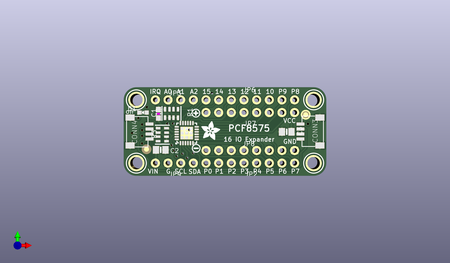 IRQ A0 A1 A2 15 14 13 12 11 10 P9 P8
VCC
PCF8575
16 IO Expander
GND
C2
VIN G SCL SDA P0 P1 P2 P3 P4 P5 P6 P7